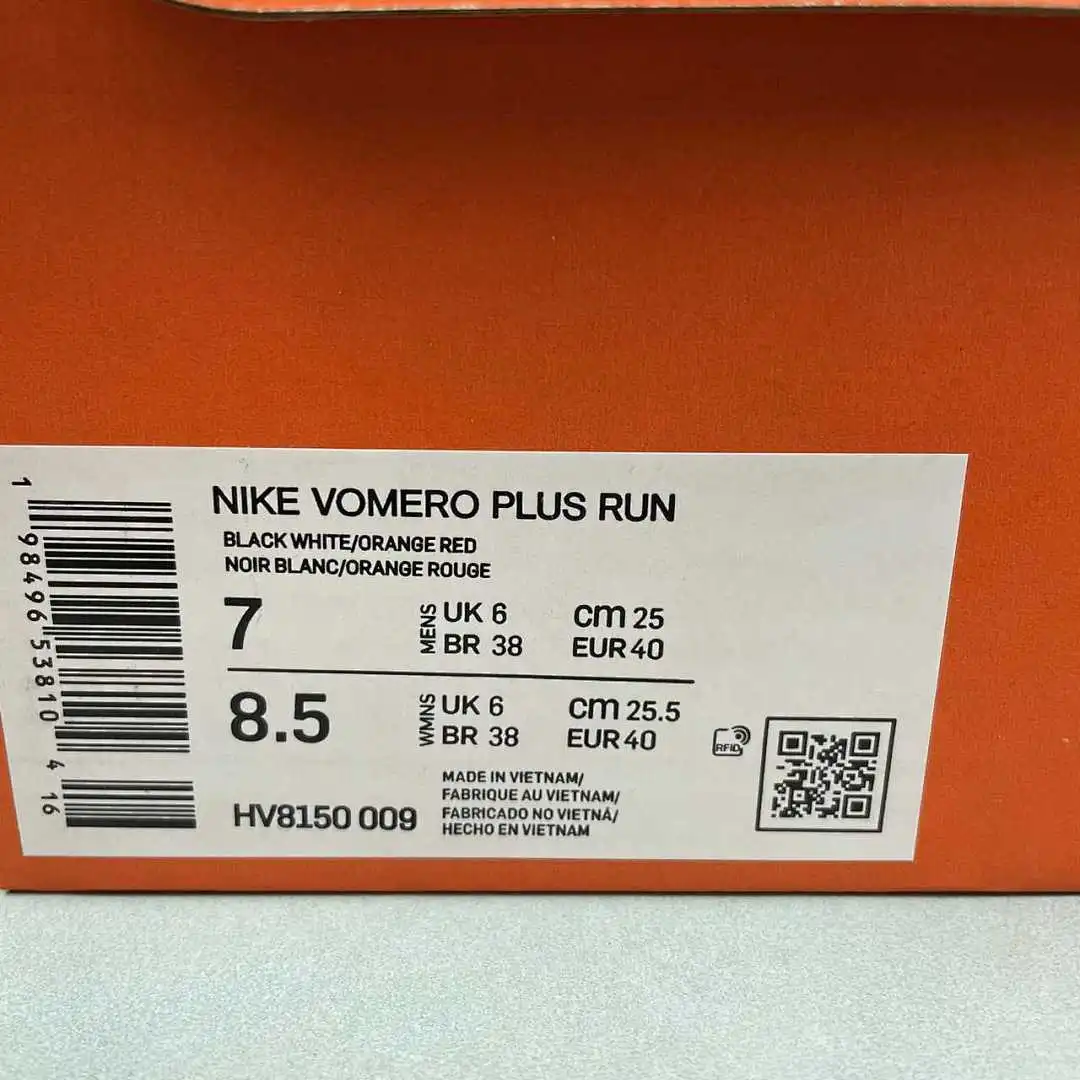 NIKE VOMERO PLUS RUN
BLACK WHITE/ORANGE RED
NOIR BLANC/ORANGE ROUGE
7 MENS UK 6 cm 25
BR 38 EUR 40
8.5 WMNS UK 6 cm 25.5
BR 38 EUR 40
RFID
HV8150 009
MADE IN VIETNAM/
FABRIQUE AU VIETNAM/
FABRICADO NO VIETNÃ/
HECHO EN VIETNAM
1 98496 53810 4 16